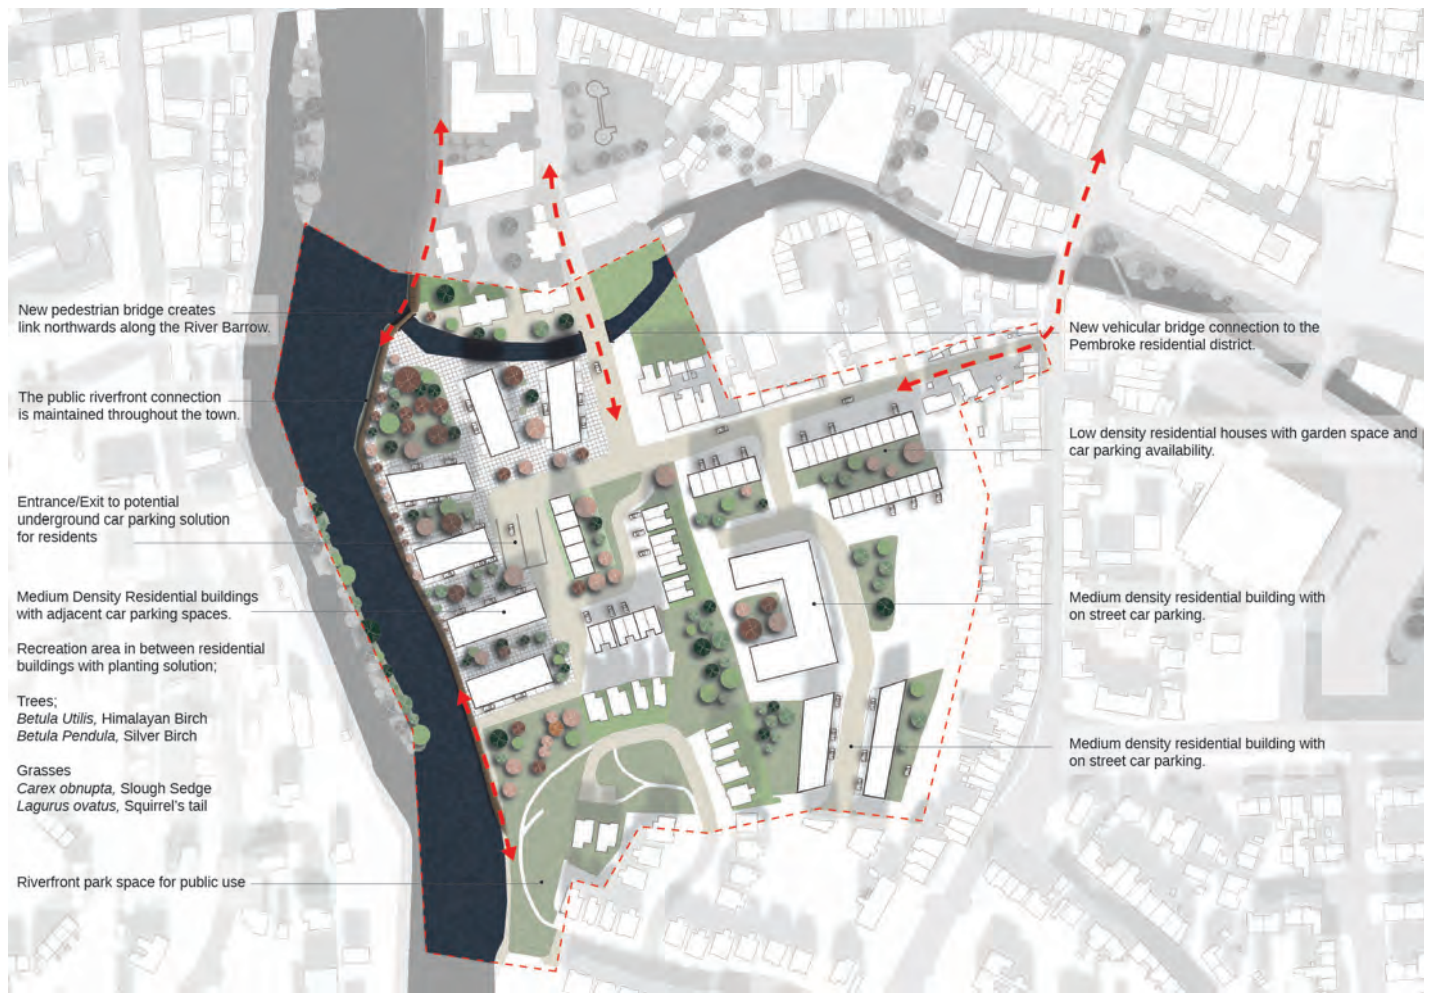 New pedestrian bridge creates
link northwards along the River Barrow.
The public riverfront connection
is maintained throughout the town.
Entrance/Exit to potential
underground car parking solution
for residents
Medium Density Residential buildings
with adjacent car parking spaces.
Recreation area in between residential
buildings with planting solution;
Trees;
Betula Utilis, Himalayan Birch
Betula Pendula, Silver Birch
Grasses
Carex obnupta, Slough Sedge
Lagurus ovatus, Squirrel's tail
Riverfront park space for public use
New vehicular bridge connection to the
Pembroke residential district.
Low density residential houses with garden space and
car parking availability.
Medium density residential building with
on street car parking.
Medium density residential building with
on street car parking.